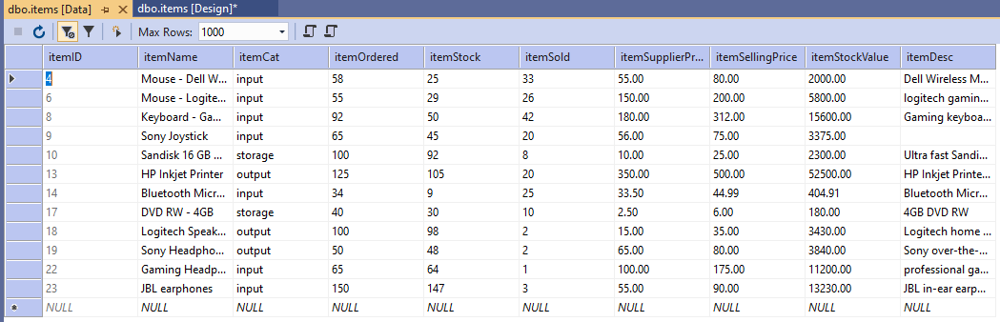 dbo.items [Data] dbo.items [Design]*
Max Rows: 1000
itemID itemName itemCat itemOrdered itemStock itemSold itemSupplierPr... itemSellingPrice itemStockValue itemDesc
4 Mouse - Dell W... input 58 25 33 55.00 80.00 2000.00 Dell Wireless M...
6 Mouse - Logite... input 55 29 26 150.00 200.00 5800.00 logitech gamin...
8 Keyboard - Ga... input 92 50 42 180.00 312.00 15600.00 Gaming keyboa...
9 Sony Joystick input 65 45 20 56.00 75.00 3375.00
10 Sandisk 16 GB ... storage 100 92 8 10.00 25.00 2300.00 Ultra fast Sandi...
13 HP Inkjet Printer output 125 105 20 350.00 500.00 52500.00 HP Inkjet Printe...
14 Bluetooth Micr... input 34 9 25 33.50 44.99 404.91 Bluetooth Micr...
17 DVD RW - 4GB storage 40 30 10 2.50 6.00 180.00 4GB DVD RW
18 Logitech Speak... output 100 98 2 15.00 35.00 3430.00 Logitech home ...
19 Sony Headpho... output 50 48 2 65.00 80.00 3840.00 Sony over-the-...
22 Gaming Headp... input 65 64 1 100.00 175.00 11200.00 professional ga...
23 JBL earphones input 150 147 3 55.00 90.00 13230.00 JBL in-ear earp...
NULL NULL NULL NULL NULL NULL NULL NULL NULL NULL